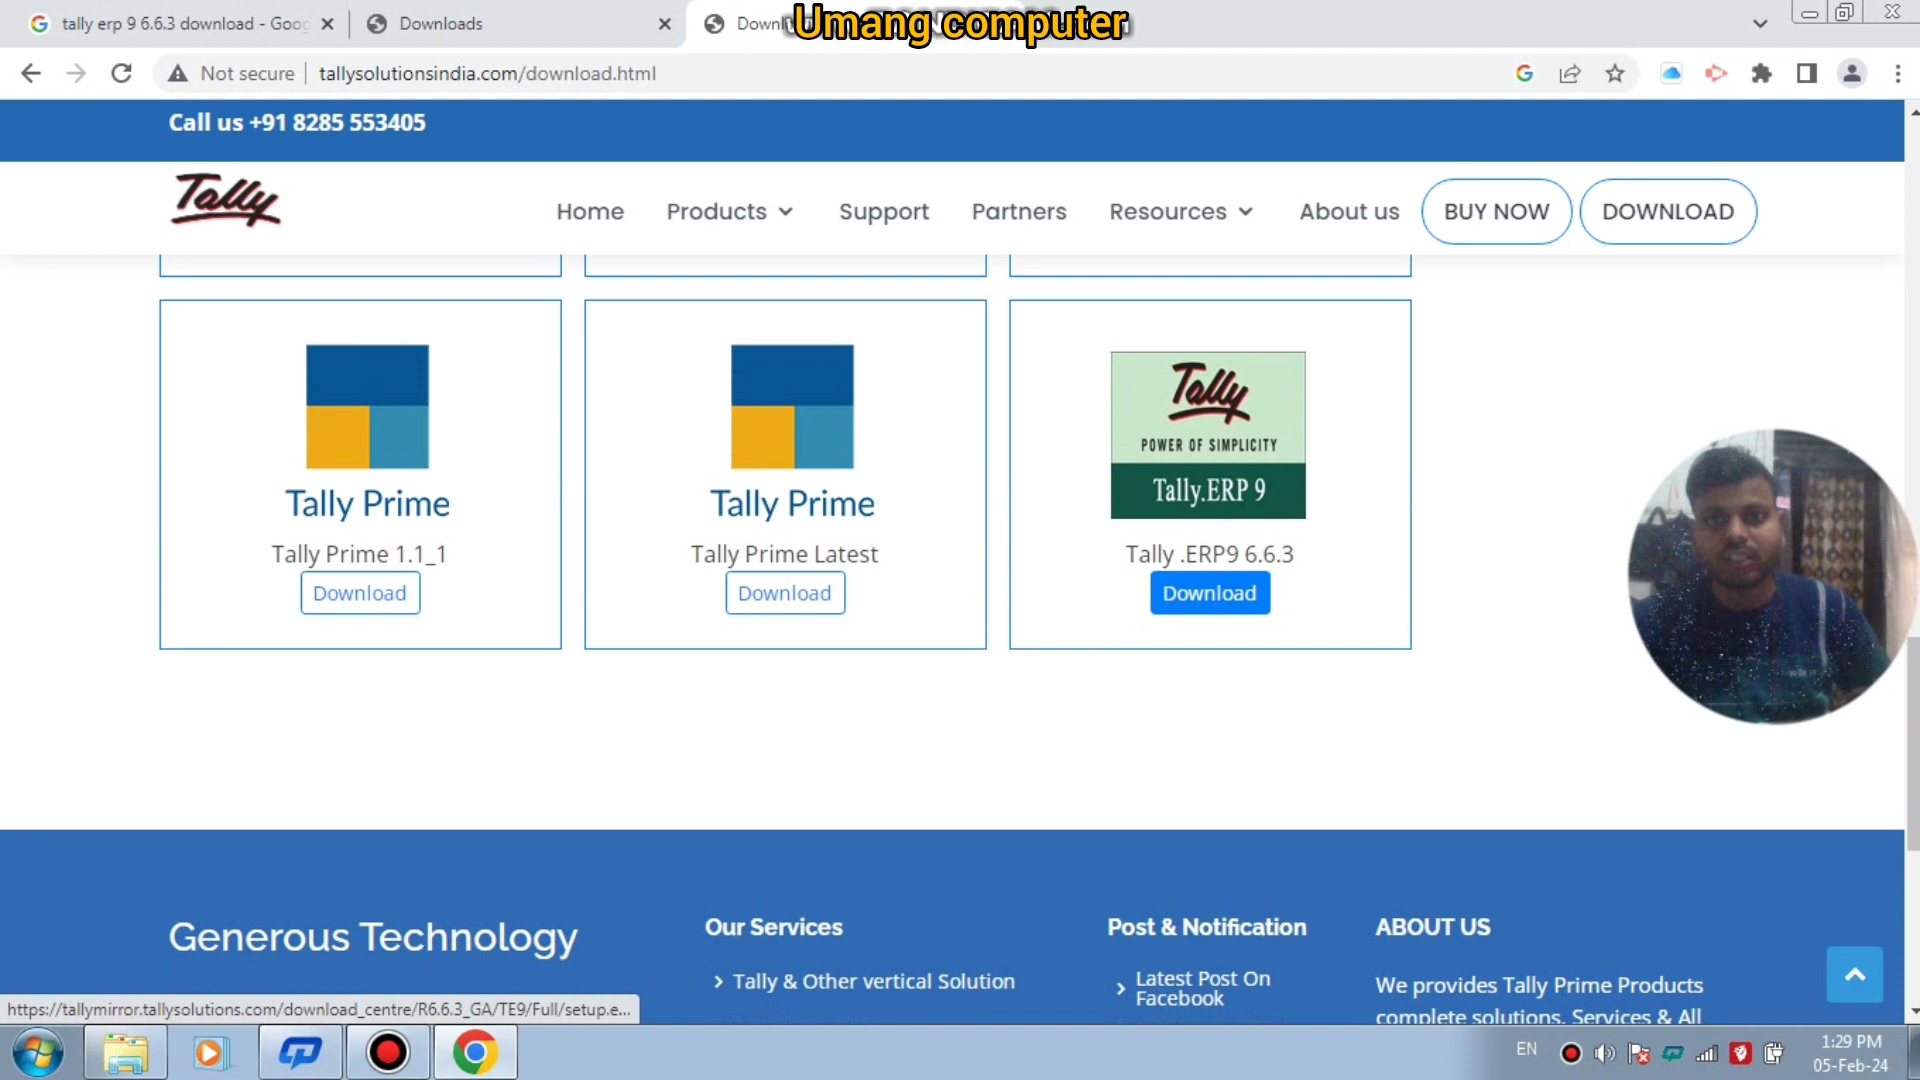 tally erp 9 6.6.3 download - Goog
Downloads
Umang computer
Not secure
tallysolutionsindia.com/download.html
Call us +91 8285 553405
Tally
Home
Products
Support
Partners
Resources
About us
BUY NOW
DOWNLOAD
Tally Prime
Tally Prime 1.1_1
Download
Tally Prime
Tally Prime Latest
Download
Tally
POWER OF SIMPLICITY
Tally.ERP 9
Tally .ERP9 6.6.3
Download
Generous Technology
Our Services
Tally & Other vertical Solution
Post & Notification
Latest Post On
Facebook
ABOUT US
We provides Tally Prime Products
complete solutions, Services & All
https://tallymirror.tallysolutions.com/download_centre/R6.6.3_GA/TE9/Full/setup.e...
EN
1:29 PM
05-Feb-24